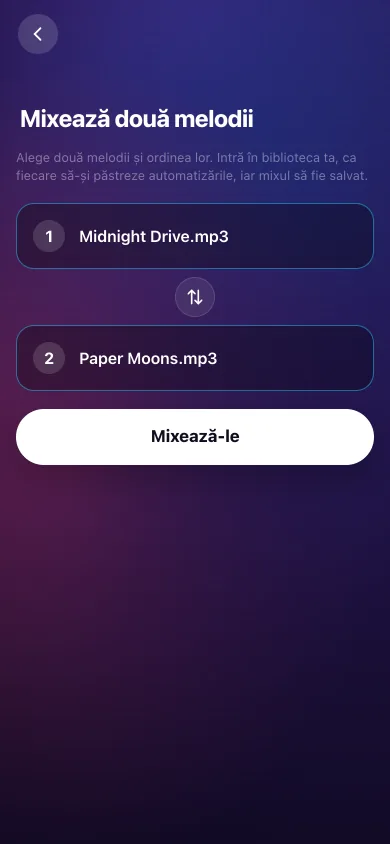 Mixează două melodii
Alege două melodii și ordinea lor. Intră în biblioteca ta, ca
fiecare să-și păstreze automatizările, iar mixul să fie salvat.
1 Midnight Drive.mp3
2 Paper Moons.mp3
Mixează-le